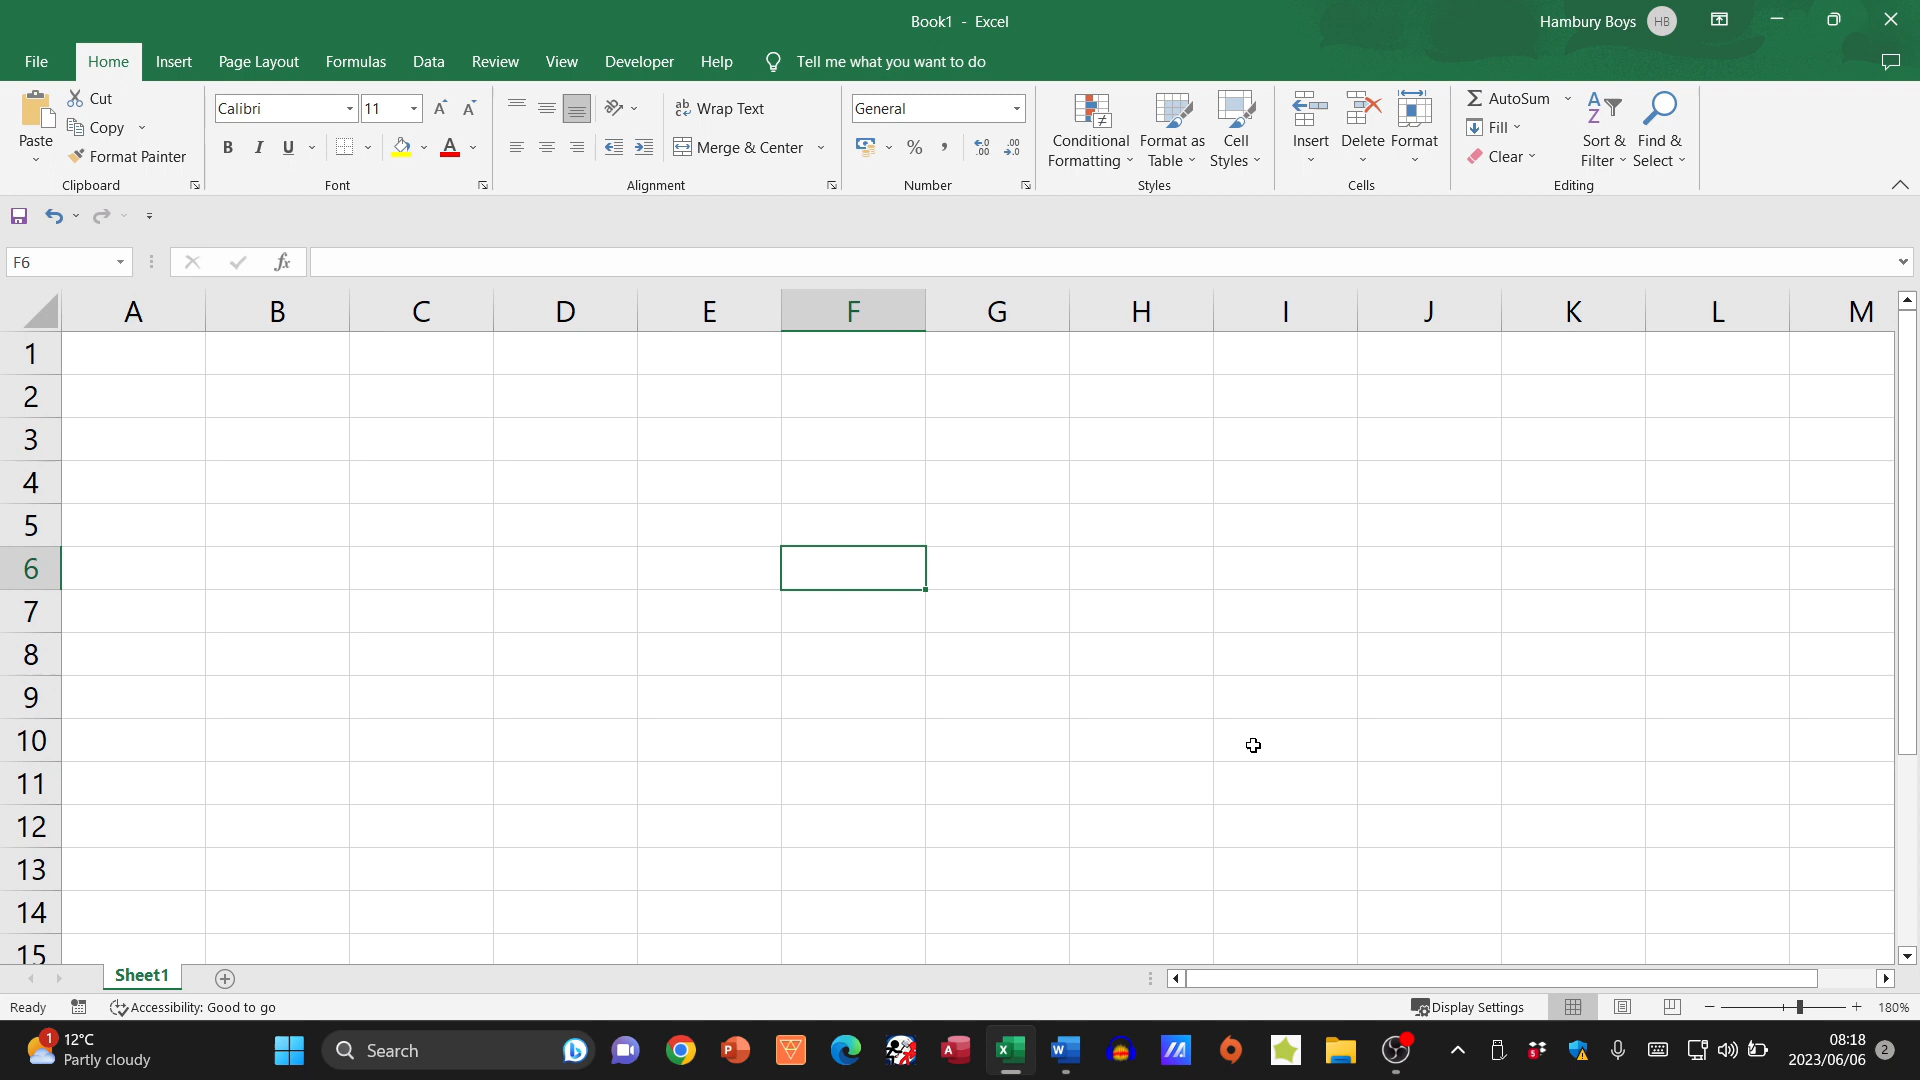 Book1 - Excel
Hambury Boys HB
File Home Insert Page Layout Formulas Data Review View Developer Help Tell me what you want to do
Paste
Cut
Copy
Format Painter
Clipboard
Calibri 11
B I U A
Font
ab Wrap Text
Merge & Center
Alignment
General
% ,
Number
Conditional Formatting
Format as Table
Cell Styles
Styles
Insert Delete Format
Cells
AutoSum
Fill
Clear
Sort & Filter
Find & Select
Editing
F6 fx
A B C D E F G H I J K L M
1
2
3
4
5
6
7
8
9
10
11
12
13
14
15
Sheet1
Ready Accessibility: Good to go Display Settings 180%
1 12°C
Partly cloudy
Search
08:18
2023/06/06 2